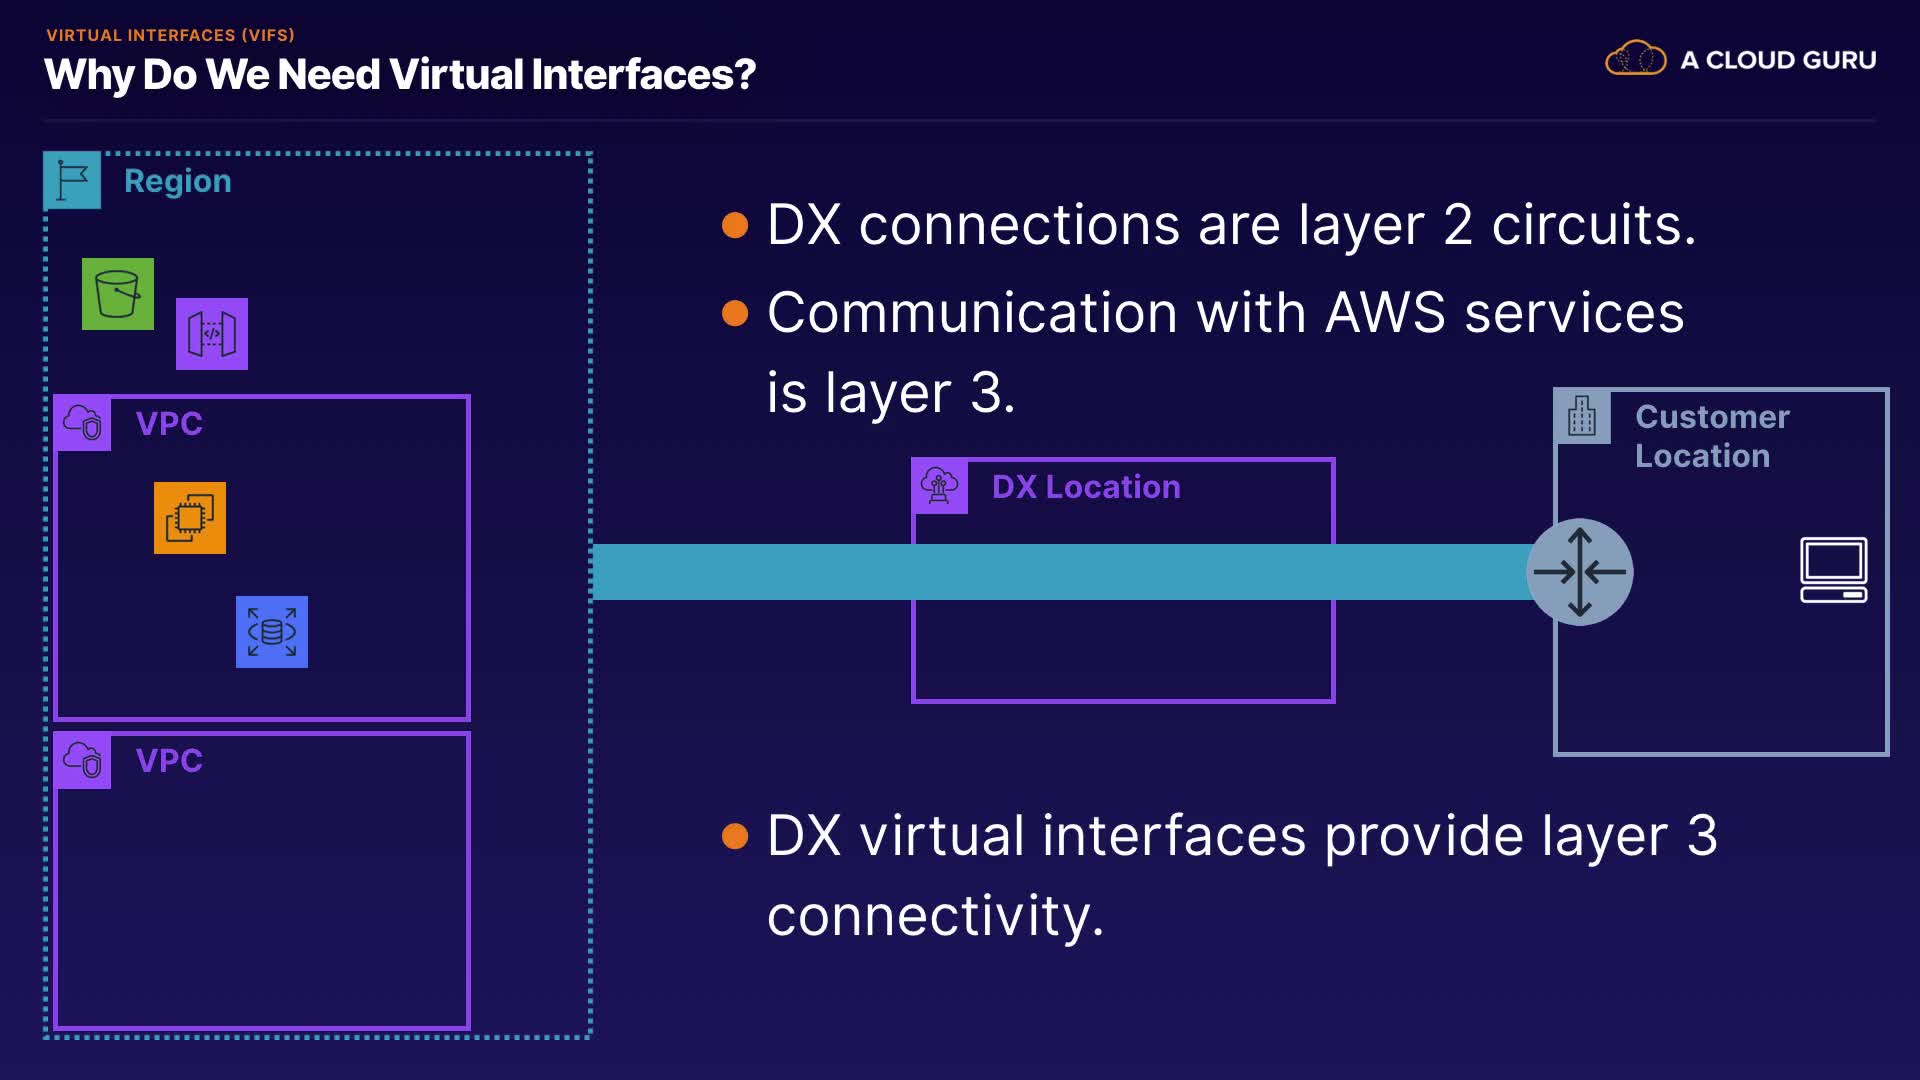 VIRTUAL INTERFACES (VIFS)
Why Do We Need Virtual Interfaces?
A CLOUD GURU
Region
VPC
VPC
DX connections are layer 2 circuits.
Communication with AWS services
is layer 3.
DX Location
Customer
Location
DX virtual interfaces provide layer 3
connectivity.